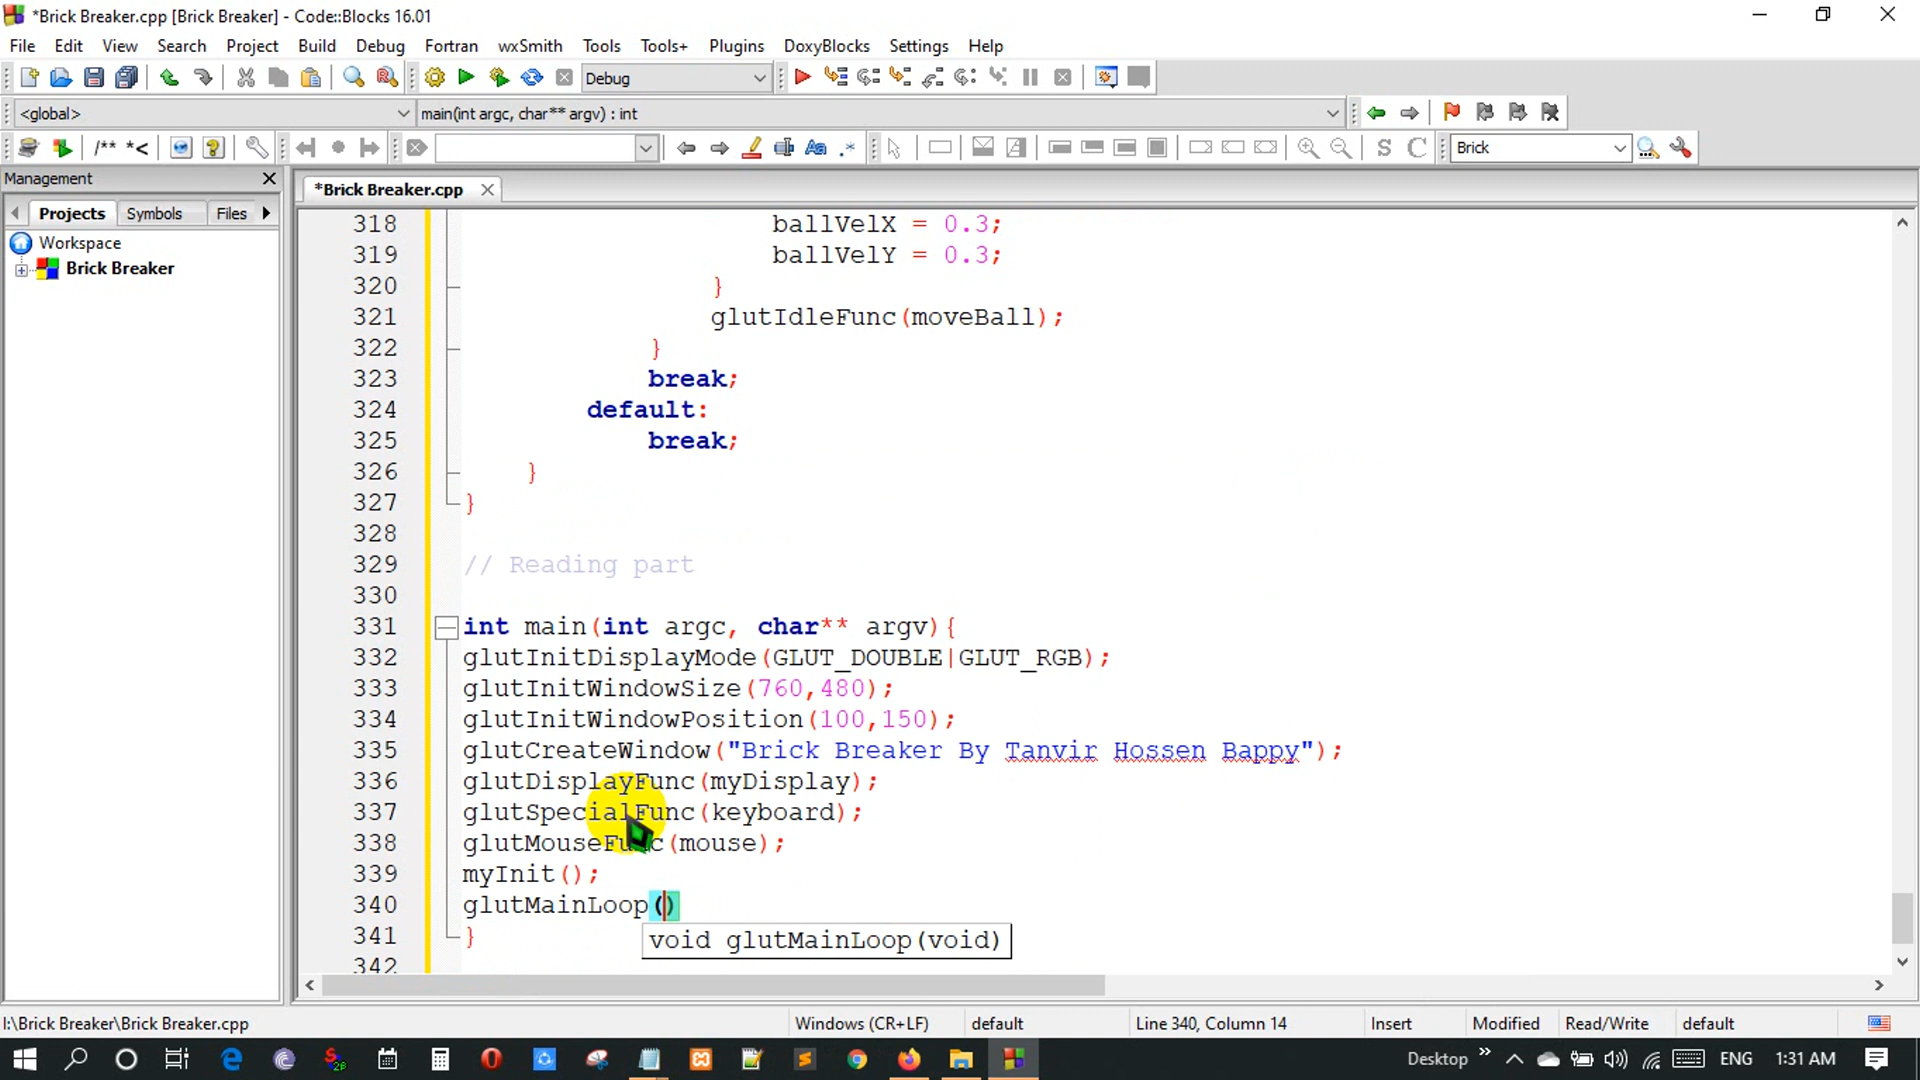 *Brick Breaker.cpp [Brick Breaker] - Code::Blocks 16.01
File Edit View Search Project Build Debug Fortran wxSmith Tools Tools+ Plugins DoxyBlocks Settings Help
Debug
<global> main(int argc, char** argv) : int
/** *< Aa .* S C Brick
Management
*Brick Breaker.cpp
Projects Symbols Files
Workspace
Brick Breaker
318 ballVelX = 0.3;
319 ballVelY = 0.3;
320 }
321 glutIdleFunc(moveBall);
322 }
323 break;
324 default:
325 break;
326 }
327 }
328
329 // Reading part
330
331 int main(int argc, char** argv){
332 glutInitDisplayMode(GLUT_DOUBLE|GLUT_RGB);
333 glutInitWindowSize(760,480);
334 glutInitWindowPosition(100,150);
335 glutCreateWindow("Brick Breaker By Tanvir Hossen Bappy");
336 glutDisplayFunc(myDisplay);
337 glutSpecialFunc(keyboard);
338 glutMouseFunc(mouse);
339 myInit();
340 glutMainLoop()
341 }
void glutMainLoop(void)
342
I:\Brick Breaker\Brick Breaker.cpp Windows (CR+LF) default Line 340, Column 14 Insert Modified Read/Write default
Desktop » ENG 1:31 AM